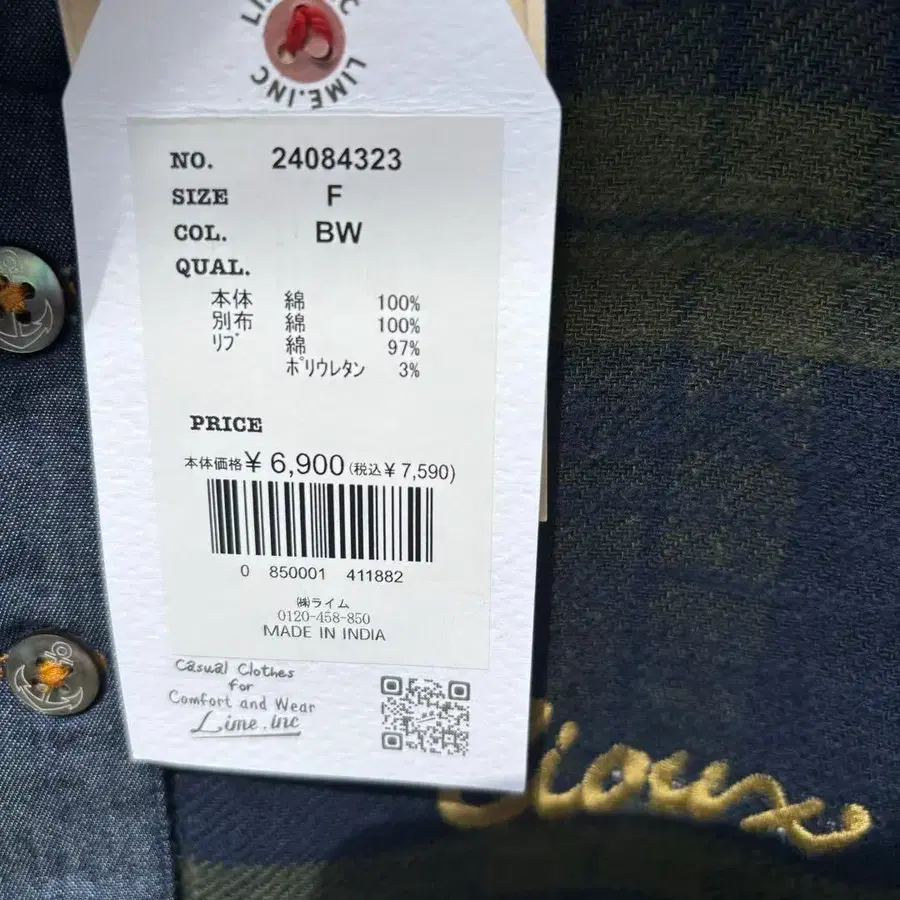 LIME.INC
LIME.INC
NO. 24084323
SIZE F
COL. BW
QUAL.
本体 綿 100%
別布 綿 100%
リブ 綿 97%
ポリウレタン 3%
PRICE
本体価格¥ 6,900(税込¥ 7,590)
0 850001 411882
㈱ライム
0120-458-850
MADE IN INDIA
Casual Clothes
for
Comfort and Wear
Lime.inc
Sioux